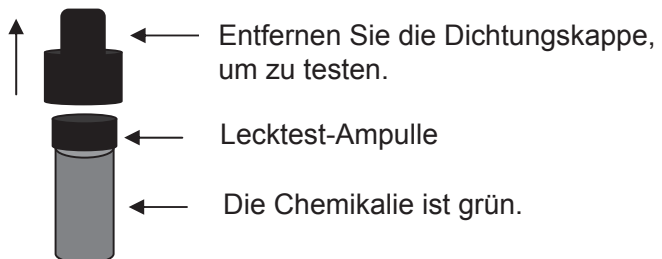 Entfernen Sie die Dichtungskappe,
um zu testen.
Lecktest-Ampulle
Die Chemikalie ist grün.